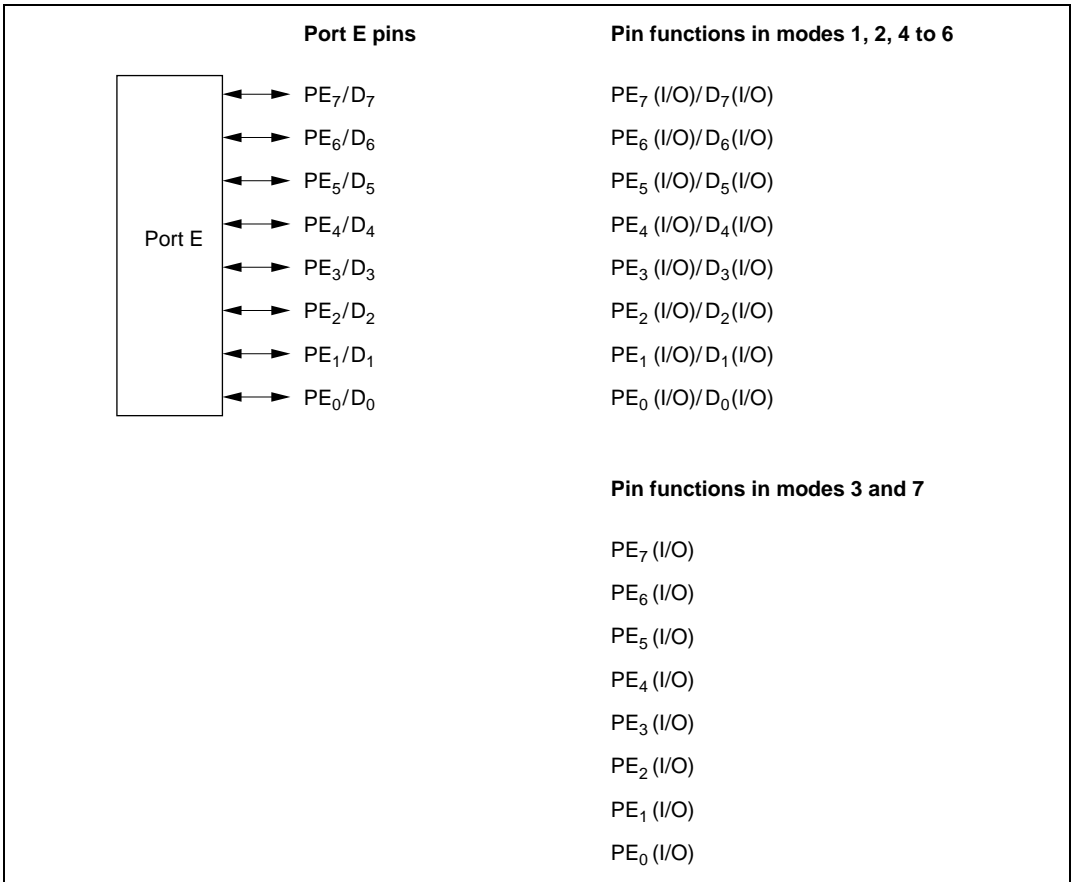 Port E pins Pin functions in modes 1, 2, 4 to 6
PE7/D7 PE7 (I/O)/D7(I/O)
PE6/D6 PE6 (I/O)/D6(I/O)
PE5/D5 PE5 (I/O)/D5(I/O)
PE4/D4 PE4 (I/O)/D4(I/O)
Port E
PE3/D3 PE3 (I/O)/D3(I/O)
PE2/D2 PE2 (I/O)/D2(I/O)
PE1/D1 PE1 (I/O)/D1(I/O)
PE0/D0 PE0 (I/O)/D0(I/O)
Pin functions in modes 3 and 7
PE7 (I/O)
PE6 (I/O)
PE5 (I/O)
PE4 (I/O)
PE3 (I/O)
PE2 (I/O)
PE1 (I/O)
PE0 (I/O)